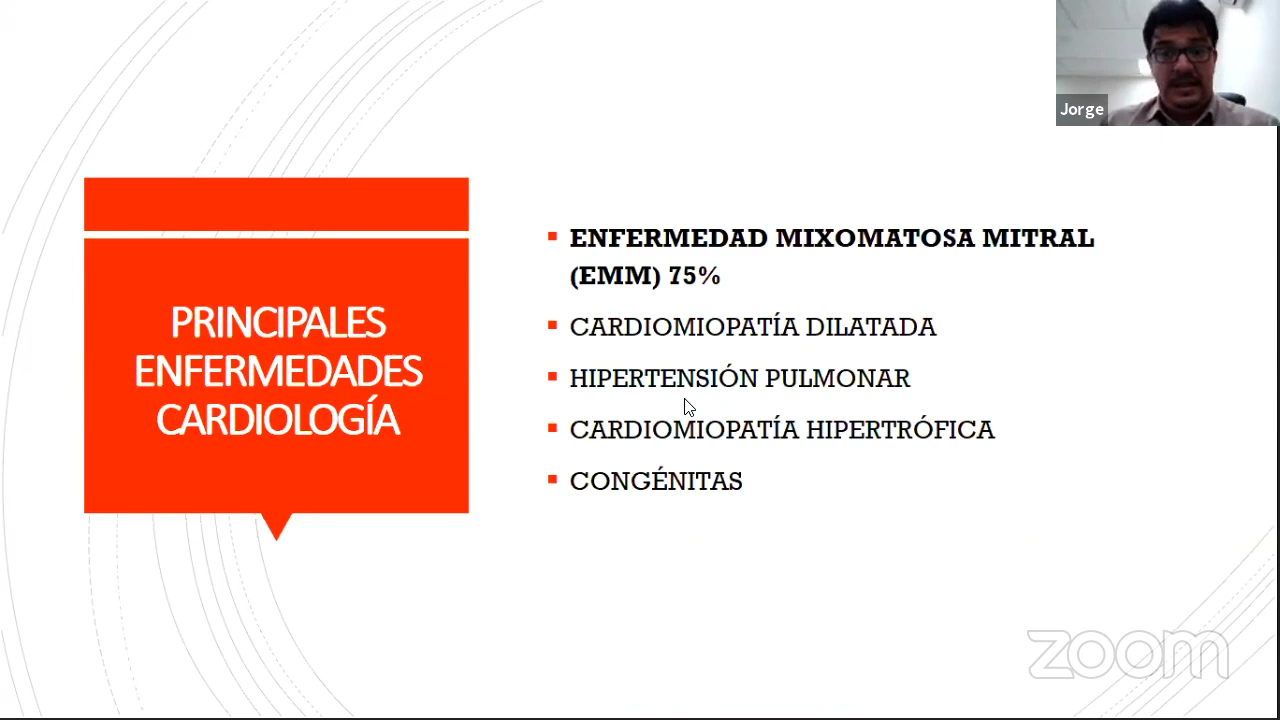 Jorge
PRINCIPALES
ENFERMEDADES
CARDIOLOGÍA
▪ ENFERMEDAD MIXOMATOSA MITRAL
(EMM) 75%
▪ CARDIOMIOPATÍA DILATADA
▪ HIPERTENSIÓN PULMONAR
▪ CARDIOMIOPATÍA HIPERTRÓFICA
▪ CONGÉNITAS
zoom